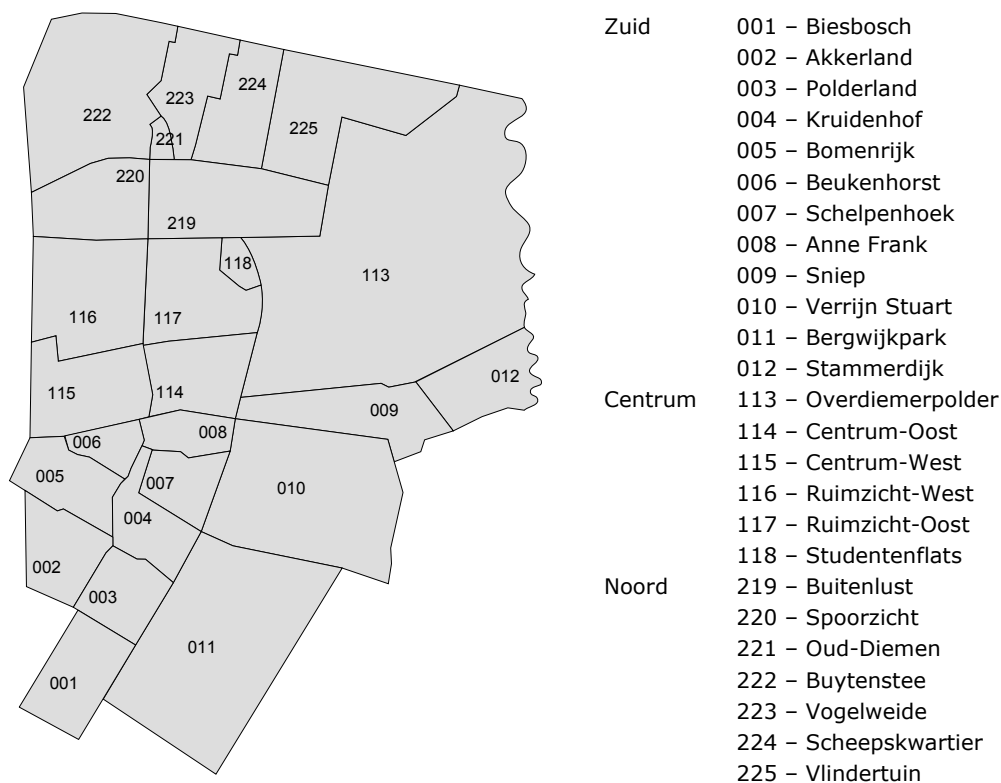 222
223
224
225
221
220
219
118
113
116
117
012
115
114
009
008
006
005
007
010
004
002
003
011
001
Zuid 001 – Biesbosch
002 – Akkerland
003 – Polderland
004 – Kruidenhof
005 – Bomenrijk
006 – Beukenhorst
007 – Schelpenhoek
008 – Anne Frank
009 – Sniep
010 – Verrijn Stuart
011 – Bergwijkpark
012 – Stammerdijk
Centrum 113 – Overdiemerpolder
114 – Centrum-Oost
115 – Centrum-West
116 – Ruimzicht-West
117 – Ruimzicht-Oost
118 – Studentenflats
Noord 219 – Buitenlust
220 – Spoorzicht
221 – Oud-Diemen
222 – Buytenstee
223 – Vogelweide
224 – Scheepskwartier
225 – Vlindertuin